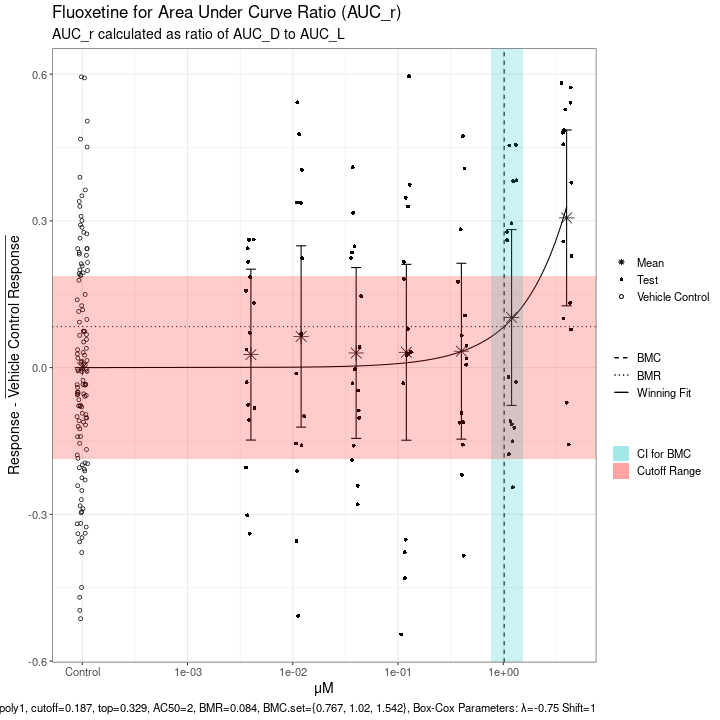 Fluoxetine for Area Under Curve Ratio (AUC_r)
AUC_r calculated as ratio of AUC_D to AUC_L
Response - Vehicle Control Response
0.6
0.3
0.0
-0.3
-0.6
Control
1e-03
1e-02
1e-01
1e+00
µM
Mean
Test
Vehicle Control
BMC
BMR
Winning Fit
CI for BMC
Cutoff Range
poly1, cutoff=0.187, top=0.329, AC50=2, BMR=0.084, BMC.set={0.767, 1.02, 1.542}, Box-Cox Parameters: λ=-0.75 Shift=1